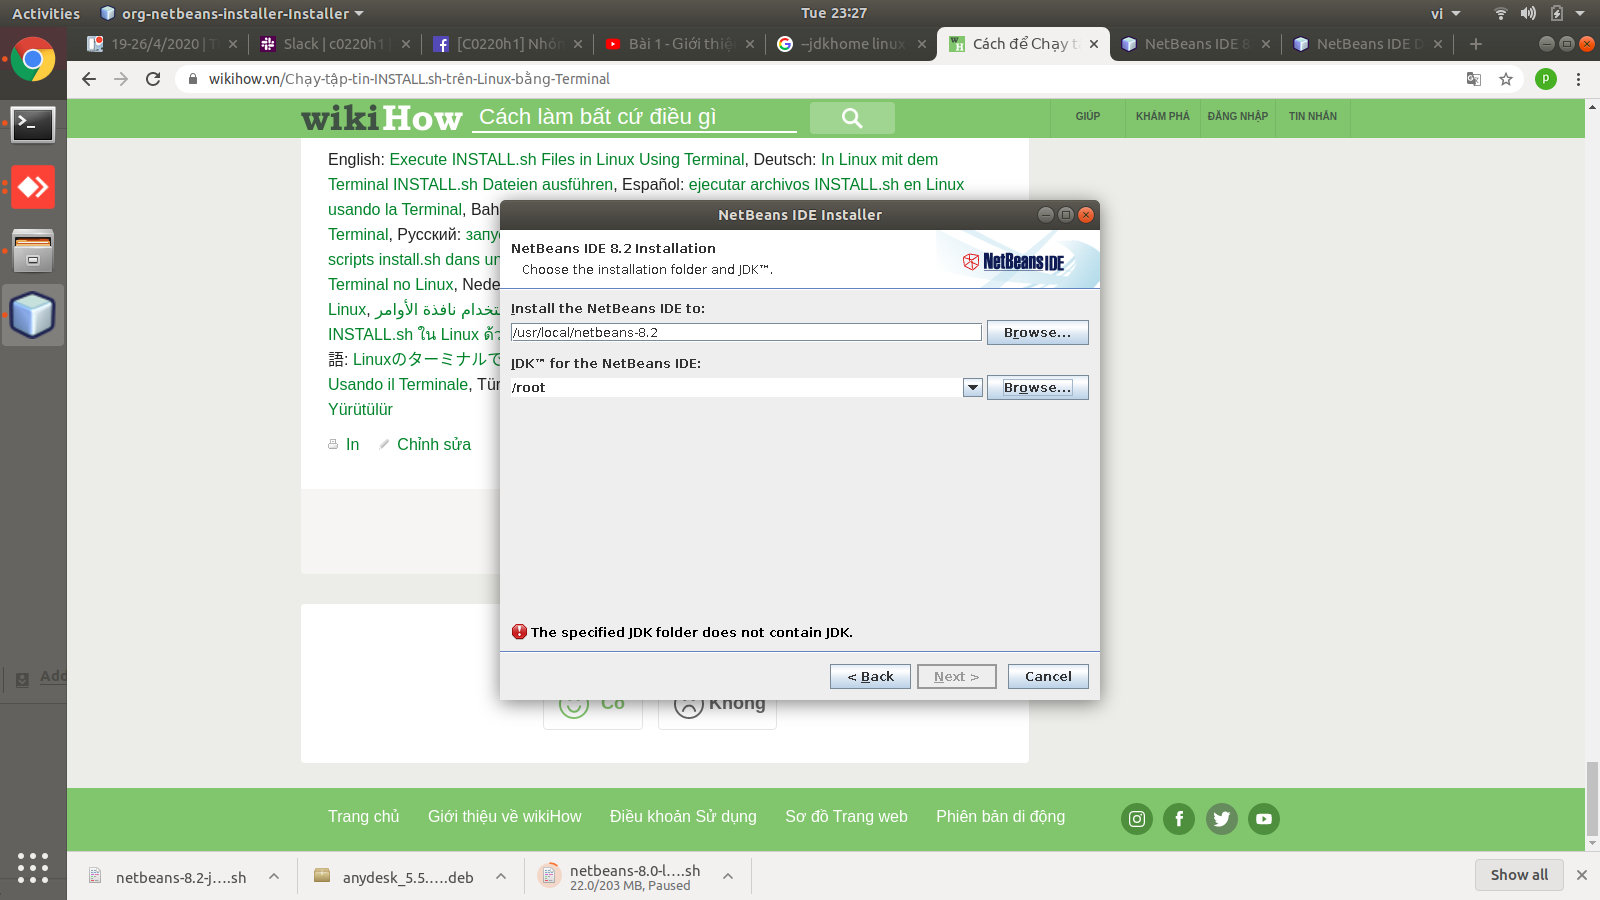 Activities
org-netbeans-installer-Installer
Tue 23:27
vi
19-26/4/2020 | T
Slack | c0220h1 |
[C0220h1] Nhón
Bài 1 - Giới thiệ
--jdkhome linux
Cách để Chạy t
NetBeans IDE 8
NetBeans IDE D
wikihow.vn/Chạy-tập-tin-INSTALL.sh-trên-Linux-bằng-Terminal
p
wikiHow
Cách làm bất cứ điều gì
GIÚP
KHÁM PHÁ
ĐĂNG NHẬP
TIN NHẮN
English: Execute INSTALL.sh Files in Linux Using Terminal, Deutsch: In Linux mit dem
Terminal INSTALL.sh Dateien ausführen, Español: ejecutar archivos INSTALL.sh en Linux
usando la Terminal, Bah
Terminal, Русский: запу
scripts install.sh dans un
Terminal no Linux, Nede
Linux, تخدام نافذة الأوامر
INSTALL.sh ใน Linux ด้ว
語: Linuxのターミナルで
Usando il Terminale, Tür
Yürütülür
In
Chỉnh sửa
NetBeans IDE Installer
NetBeans IDE 8.2 Installation
Choose the installation folder and JDK™.
NetBeans IDE
Install the NetBeans IDE to:
/usr/local/netbeans-8.2
Browse...
JDK™ for the NetBeans IDE:
/root
Browse...
The specified JDK folder does not contain JDK.
< Back
Next >
Cancel
Add
Có
Không
Trang chủ
Giới thiệu về wikiHow
Điều khoản Sử dụng
Sơ đồ Trang web
Phiên bản di động
netbeans-8.2-j....sh
anydesk_5.5.....deb
netbeans-8.0-l....sh
22.0/203 MB, Paused
Show all